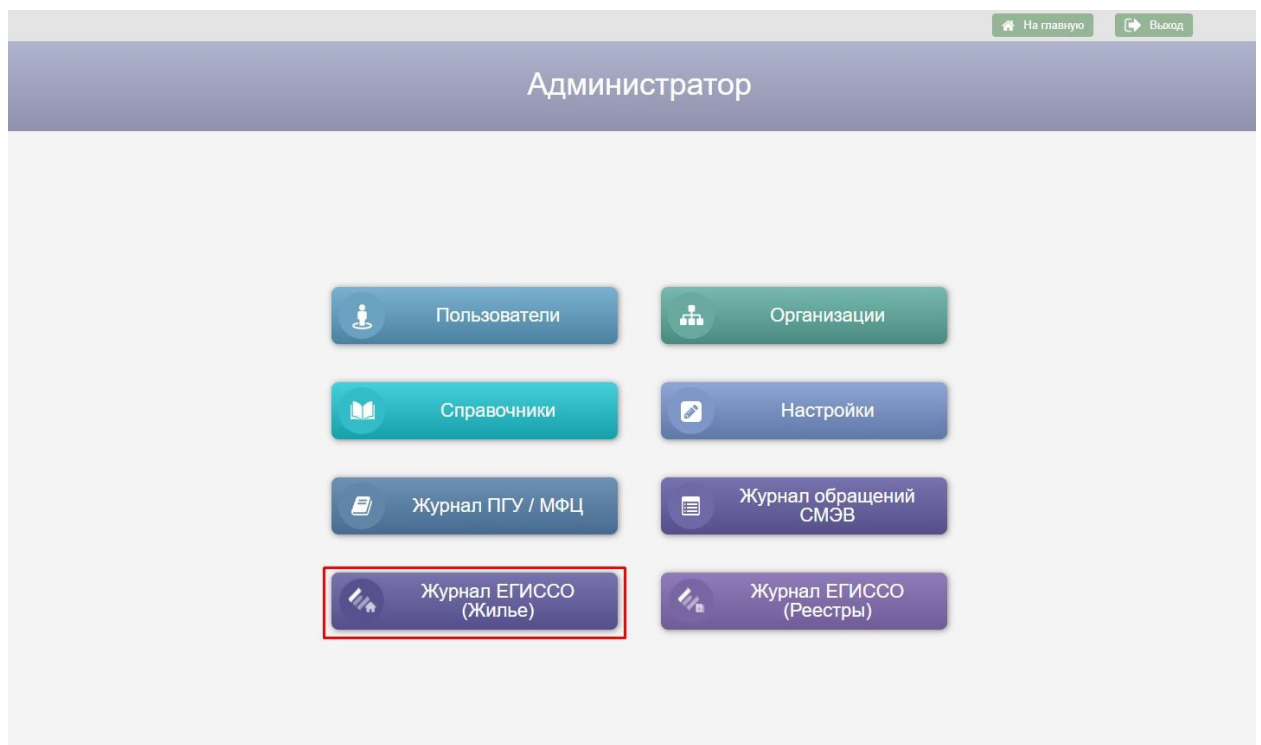 На главную
Выход
Администратор
Пользователи
Организации
Справочники
Настройки
Журнал ПГУ / МФЦ
Журнал обращений
СМЭВ
Журнал ЕГИССО
(Жилье)
Журнал ЕГИССО
(Реестры)